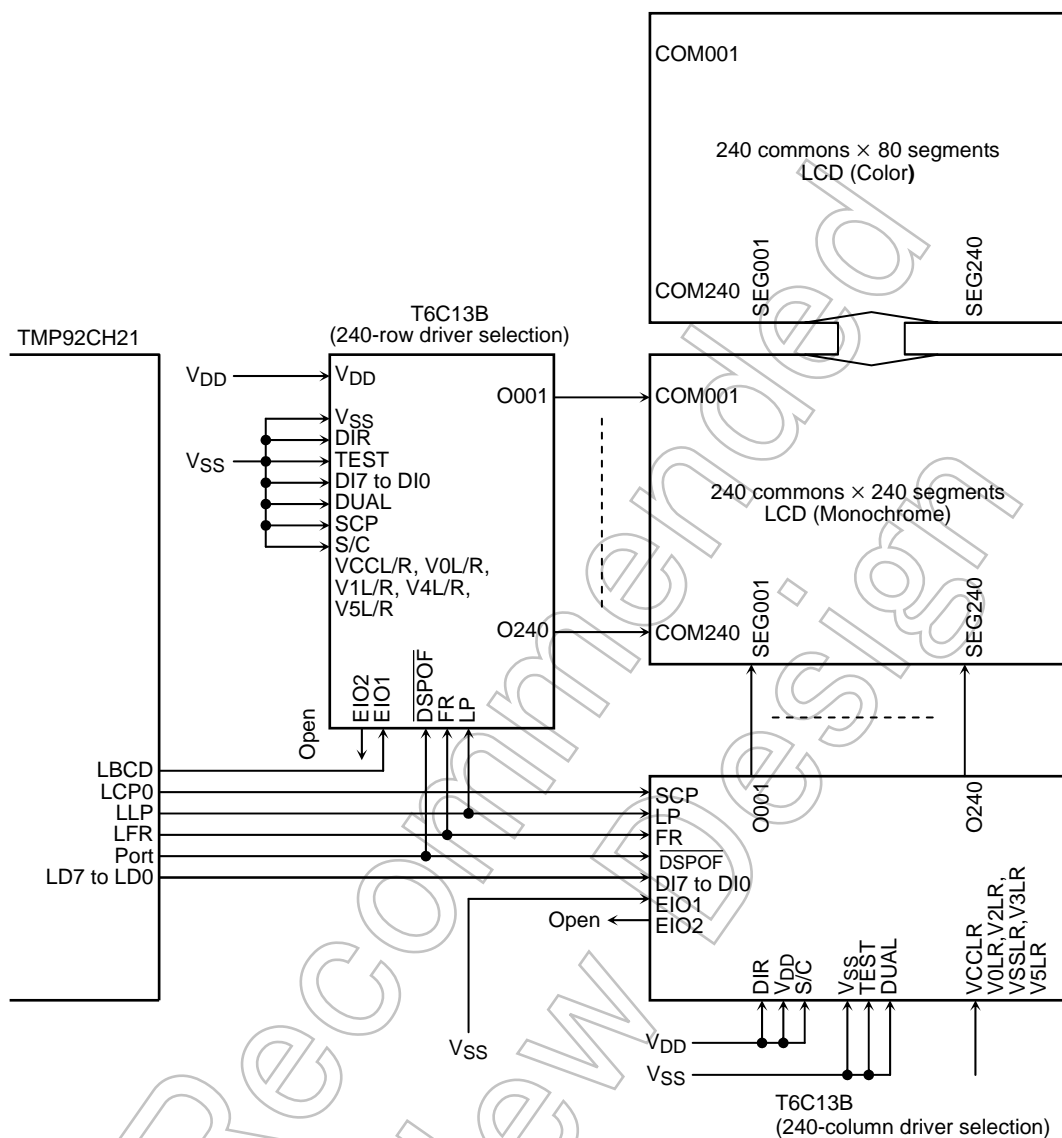 COM001
240 commons × 80 segments
LCD (Color)
COM240
SEG001
SEG240
TMP92CH21
T6C13B
(240-row driver selection)
VDD
VDD
VSS
VSS
DIR
TEST
DI7 to DI0
DUAL
SCP
S/C
VCCL/R, V0L/R,
V1L/R, V4L/R,
V5L/R
O001
O240
EIO2
EIO1
DSPOF
FR
LP
Open
COM001
240 commons × 240 segments
LCD (Monochrome)
COM240
SEG001
SEG240
LBCD
LCP0
LLP
LFR
Port
LD7 to LD0
SCP
LP
FR
DSPOF
DI7 to DI0
EIO1
EIO2
Open
O001
O240
DIR
VDD
S/C
VSS
TEST
DUAL
VCCLR
V0LR,V2LR,
VSSLR,V3LR
V5LR
VSS
VDD
VSS
T6C13B
(240-column driver selection)
Recommended
New Design